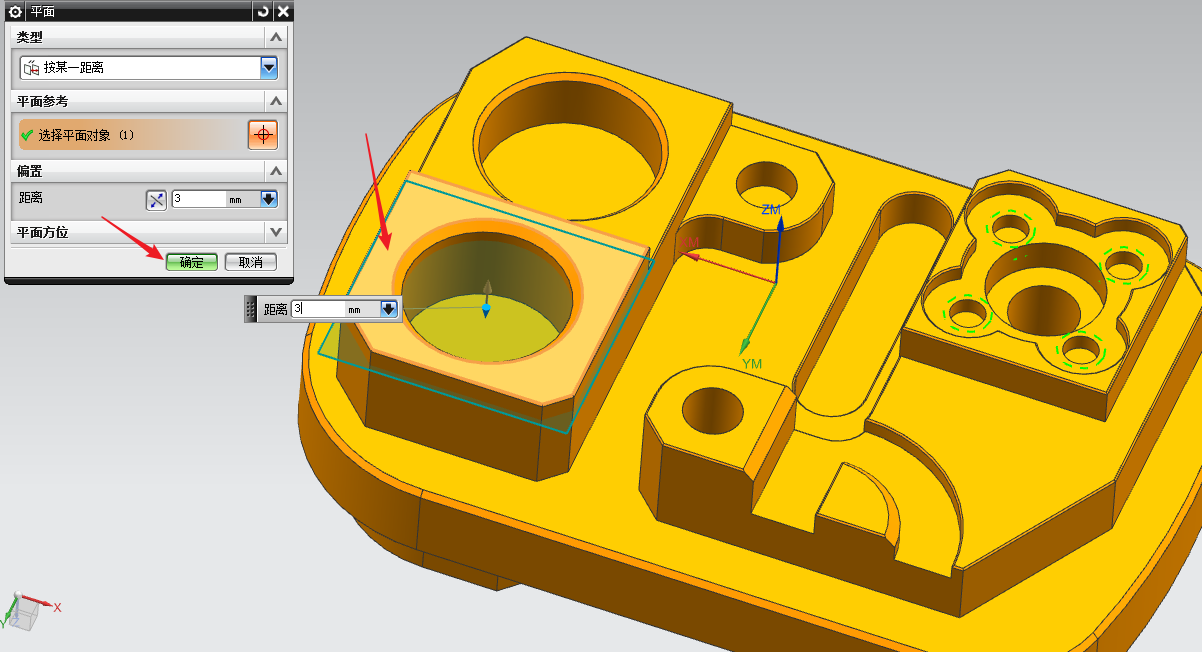 平面
类型
按某一距离
平面参考
选择平面对象 (1)
偏置
距离
3 mm
平面方位
确定 取消
距离 3 mm
ZM
XM
YM
X
Y